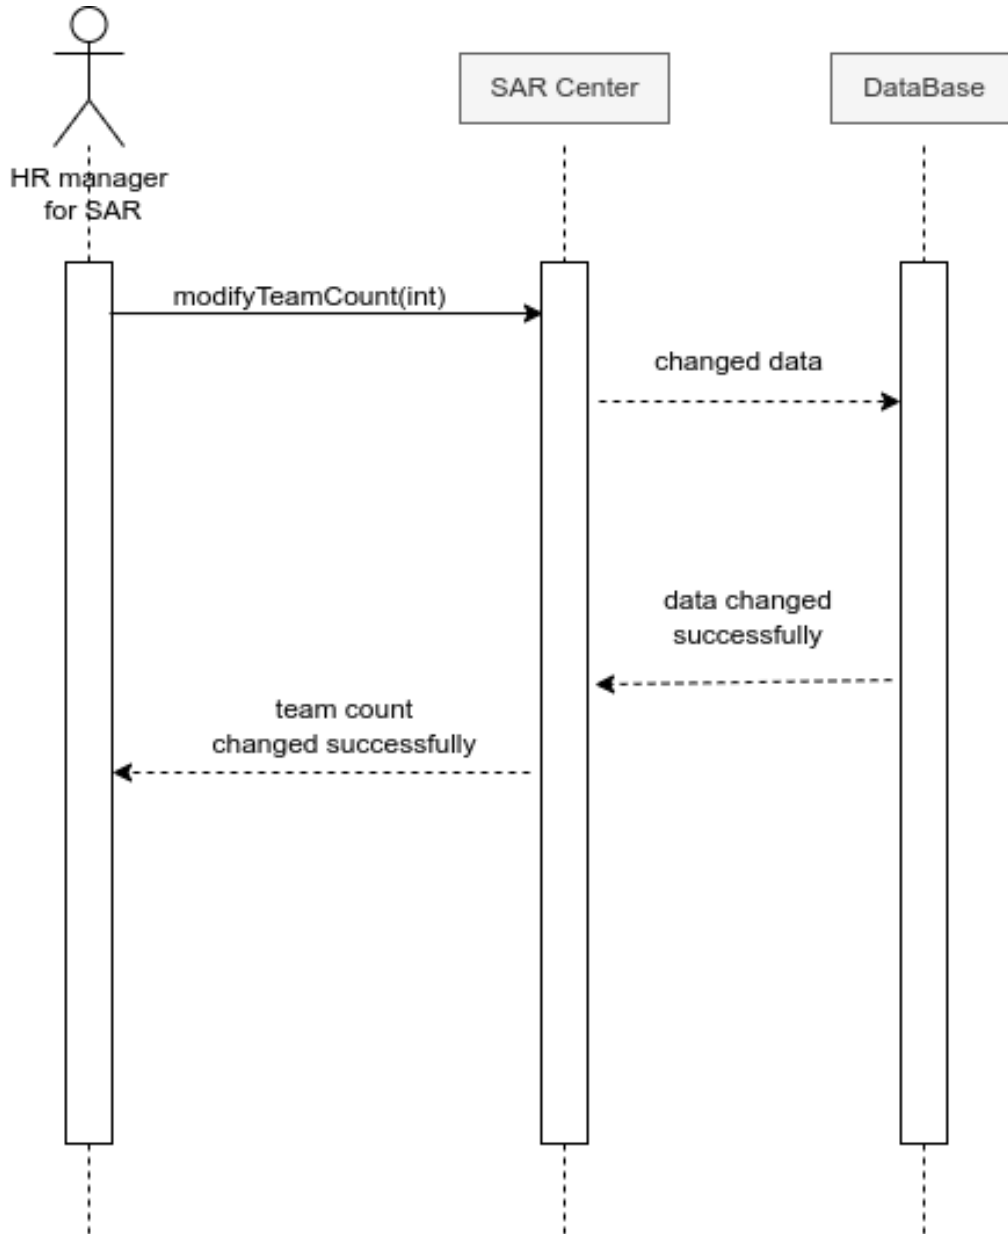 SAR Center
DataBase
HR manager
for SAR
modifyTeamCount(int)
changed data
data changed
successfully
team count
changed successfully